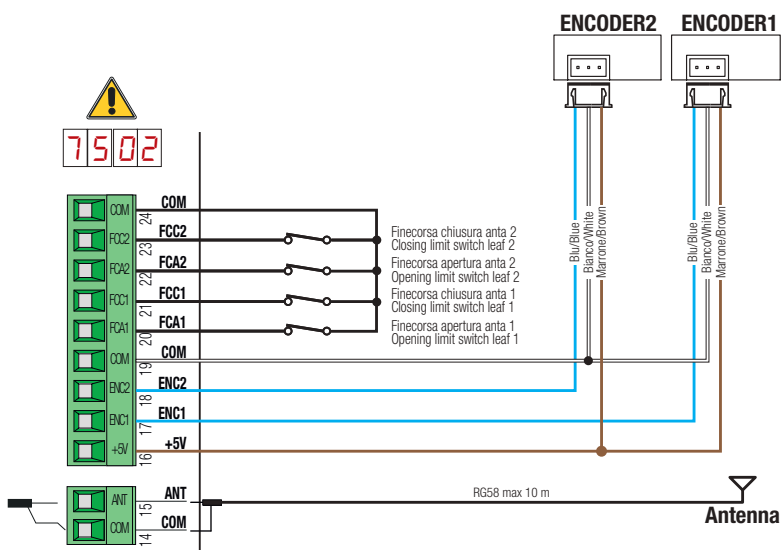 ENCODER2
ENCODER1
7502
COM 24 COM
FCC2 23 FCC2
FCA2 22 FCA2
FCC1 21 FCC1
FCA1 20 FCA1
COM 19 COM
ENC2 18 ENC2
ENC1 17 ENC1
+5V 16 +5V
ANT 15 ANT
COM 14 COM
Finecorsa chiusura anta 2
Closing limit switch leaf 2
Finecorsa apertura anta 2
Opening limit switch leaf 2
Finecorsa chiusura anta 1
Closing limit switch leaf 1
Finecorsa apertura anta 1
Opening limit switch leaf 1
Blu/Blue
Bianco/White
Marrone/Brown
Blu/Blue
Bianco/White
Marrone/Brown
RG58 max 10 m
Antenna